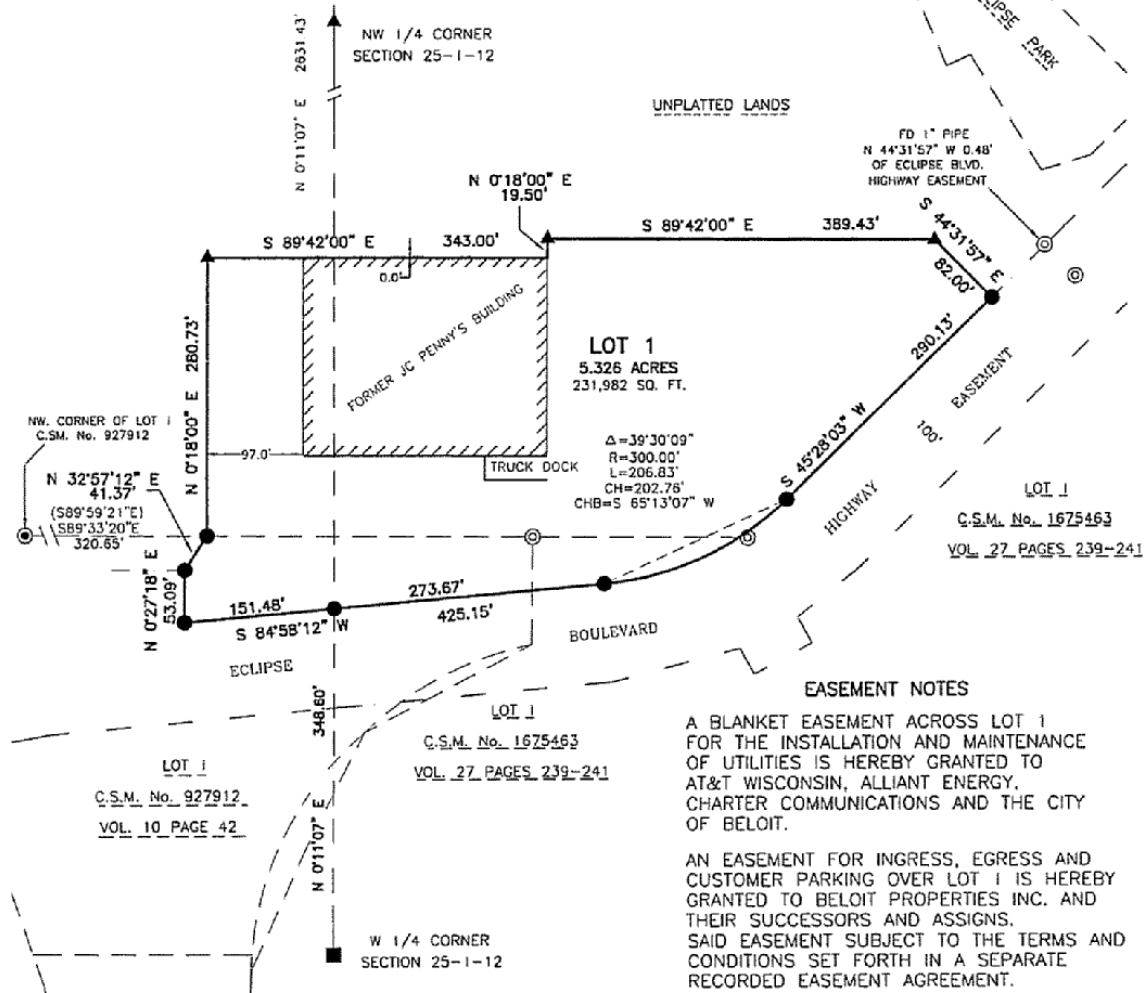 NW 1/4 CORNER
SECTION 25-1-12
N 0°11'07" E 2631.43'
ECLIPSE PARK
UNPLATTED LANDS
FD 1" PIPE
N 44°31'57" W 0.48'
OF ECLIPSE BLVD.
HIGHWAY EASEMENT
N 0°18'00" E
19.50'
S 89°42'00" E 343.00'
S 89°42'00" E 389.43'
S 44°31'57" E
82.00'
0.0'
FORMER JC PENNY'S BUILDING
LOT 1
5.326 ACRES
231,982 SQ. FT.
290.13'
S 45°28'03" W
N 0°18'00" E 280.73'
97.0'
TRUCK DOCK
Δ=39°30'09"
R=300.00'
L=206.83'
CH=202.76'
CHB=S 65°13'07" W
100'
HIGHWAY EASEMENT
NW. CORNER OF LOT 1
C.S.M. No. 927912
N 32°57'12" E
41.37'
(S89°59'21"E)
S89°33'20"E
320.65'
LOT 1
C.S.M. No. 1675463
VOL. 27 PAGES 239-241
N 0°27'18" E
53.09'
151.48'
273.67'
S 84°58'12" W
425.15'
ECLIPSE BOULEVARD
348.60'
N 0°11'07" E
LOT 1
C.S.M. No. 1675463
VOL. 27 PAGES 239-241
LOT 1
C.S.M. No. 927912
VOL. 10 PAGE 42
W 1/4 CORNER
SECTION 25-1-12
EASEMENT NOTES
A BLANKET EASEMENT ACROSS LOT 1
FOR THE INSTALLATION AND MAINTENANCE
OF UTILITIES IS HEREBY GRANTED TO
AT&T WISCONSIN, ALLIANT ENERGY,
CHARTER COMMUNICATIONS AND THE CITY
OF BELOIT.
AN EASEMENT FOR INGRESS, EGRESS AND
CUSTOMER PARKING OVER LOT 1 IS HEREBY
GRANTED TO BELOIT PROPERTIES INC. AND
THEIR SUCCESSORS AND ASSIGNS.
SAID EASEMENT SUBJECT TO THE TERMS AND
CONDITIONS SET FORTH IN A SEPARATE
RECORDED EASEMENT AGREEMENT.